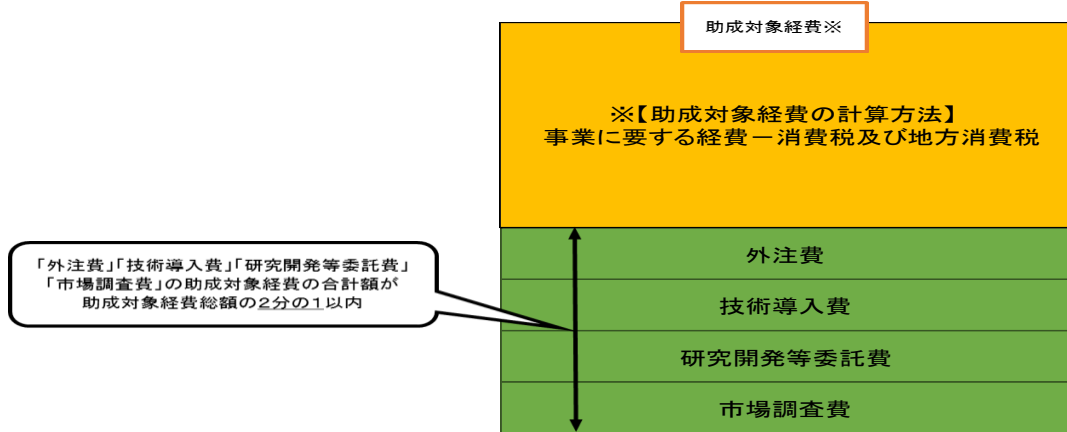 助成対象経費※
※【助成対象経費の計算方法】
事業に要する経費－消費税及び地方消費税
「外注費」「技術導入費」「研究開発等委託費」
「市場調査費」の助成対象経費の合計額が
助成対象経費総額の2分の1以内
外注費
技術導入費
研究開発等委託費
市場調査費